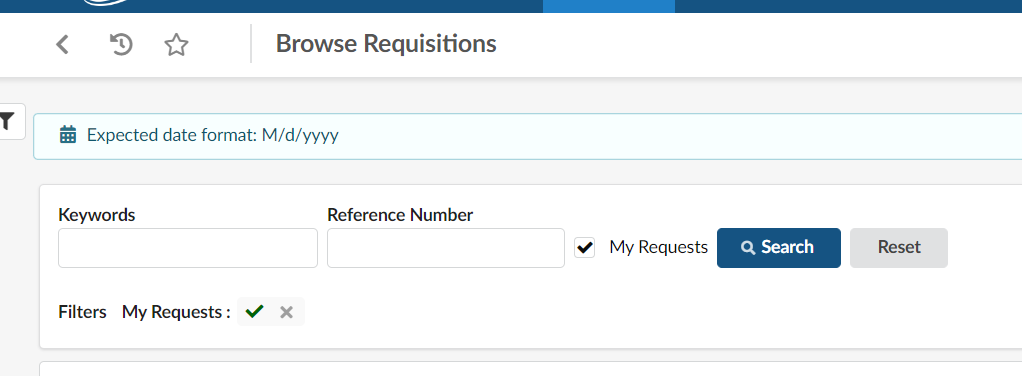 Browse Requisitions
Expected date format: M/d/yyyy
Keywords
Reference Number
My Requests
Search
Reset
Filters My Requests :